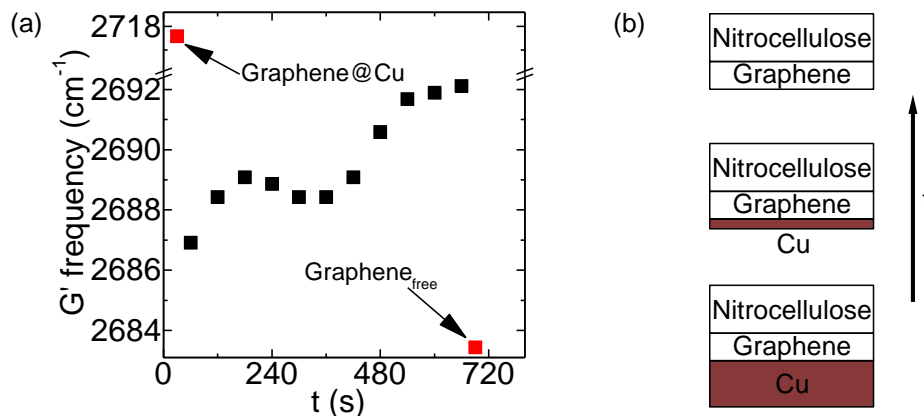 (a)
G' frequency (cm-1)
2718
2692
2690
2688
2686
2684
Graphene@Cu
Graphenefree
0 240 480 720
t (s)
(b)
Nitrocellulose
Graphene
Nitrocellulose
Graphene
Cu
Nitrocellulose
Graphene
Cu